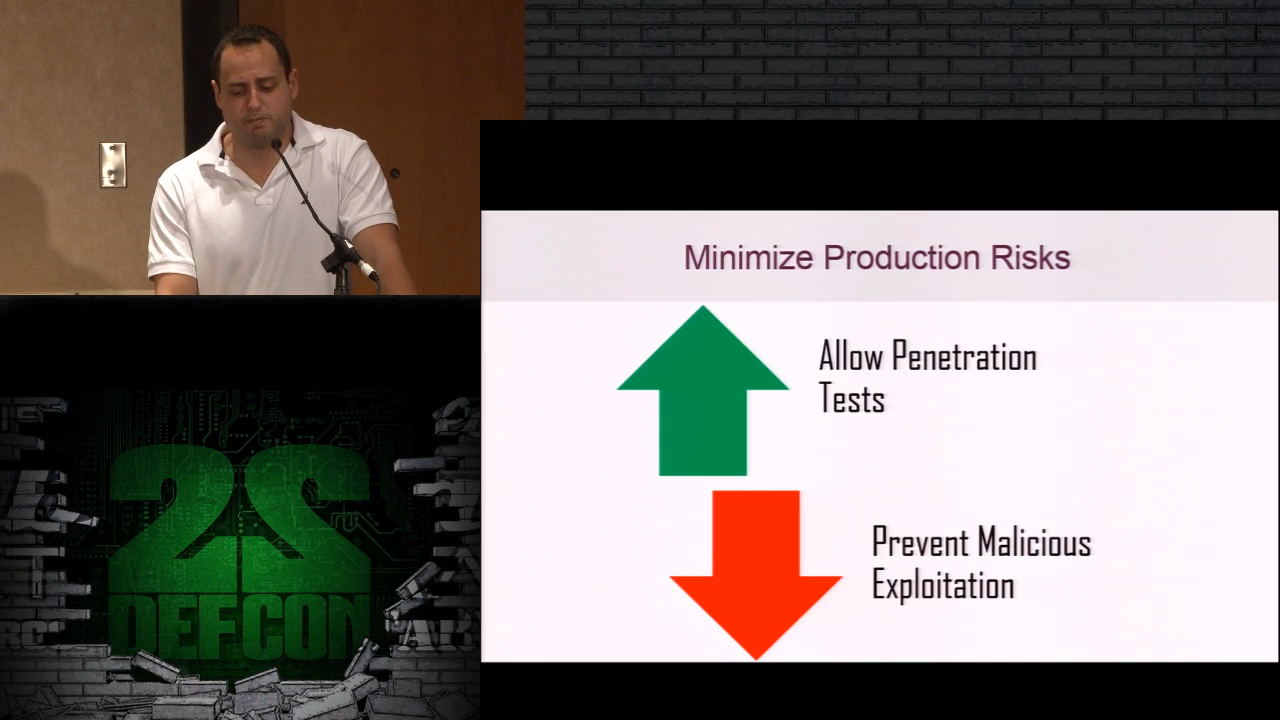 Minimize Production Risks
Allow Penetration
Tests
Prevent Malicious
Exploitation
22
DEFCON